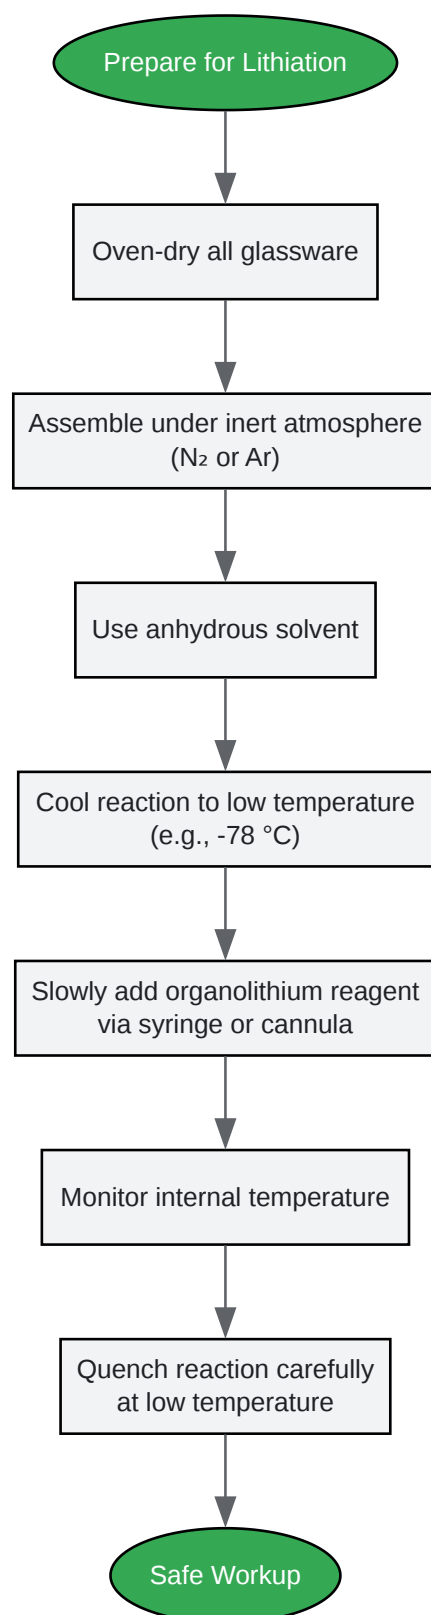 Prepare for Lithiation
Oven-dry all glassware
Assemble under inert atmosphere
(N₂ or Ar)
Use anhydrous solvent
Cool reaction to low temperature
(e.g., -78 °C)
Slowly add organolithium reagent
via syringe or cannula
Monitor internal temperature
Quench reaction carefully
at low temperature
Safe Workup